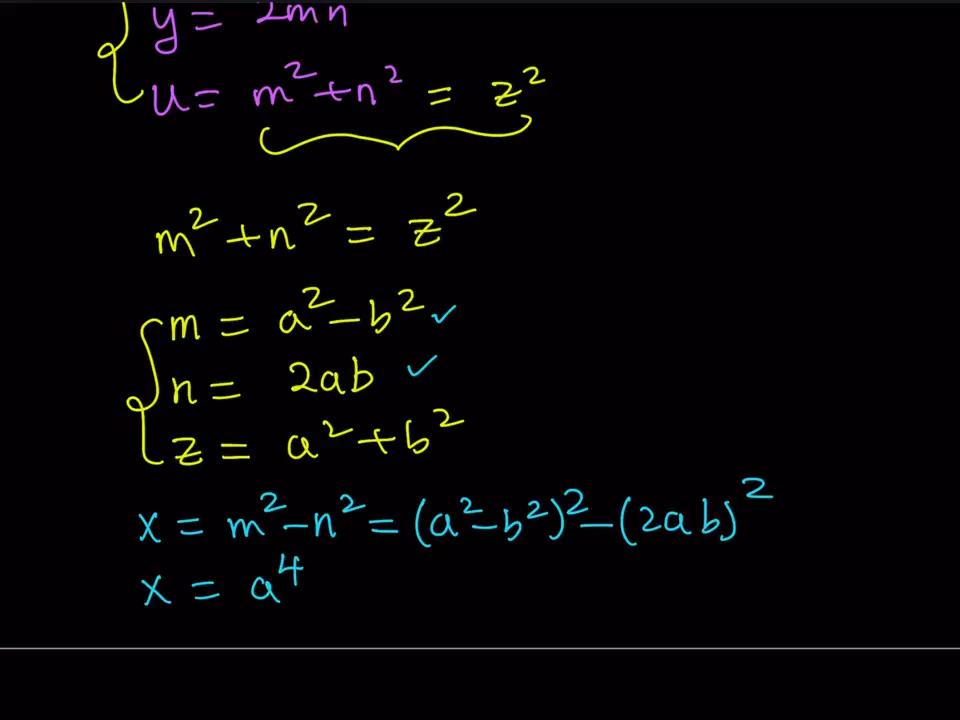 y = 2mn
u = m² + n² = z²
m² + n² = z²
m = a² − b² ✓
n = 2ab ✓
z = a² + b²
x = m² − n² = (a² − b²)² − (2ab)²
x = a⁴